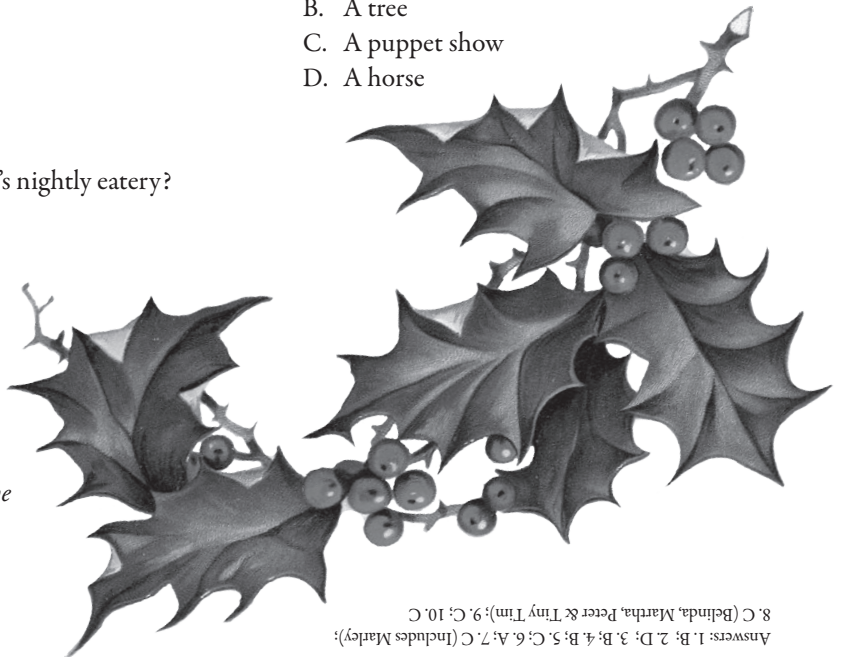 B. A tree
C. A puppet show
D. A horse
’s nightly eatery?
e
Answers: 1. B; 2. D; 3. B; 4. B; 5. C; 6. A; 7. C (Includes Marley);
8. C (Belinda, Martha, Peter & Tiny Tim); 9. C; 10. C